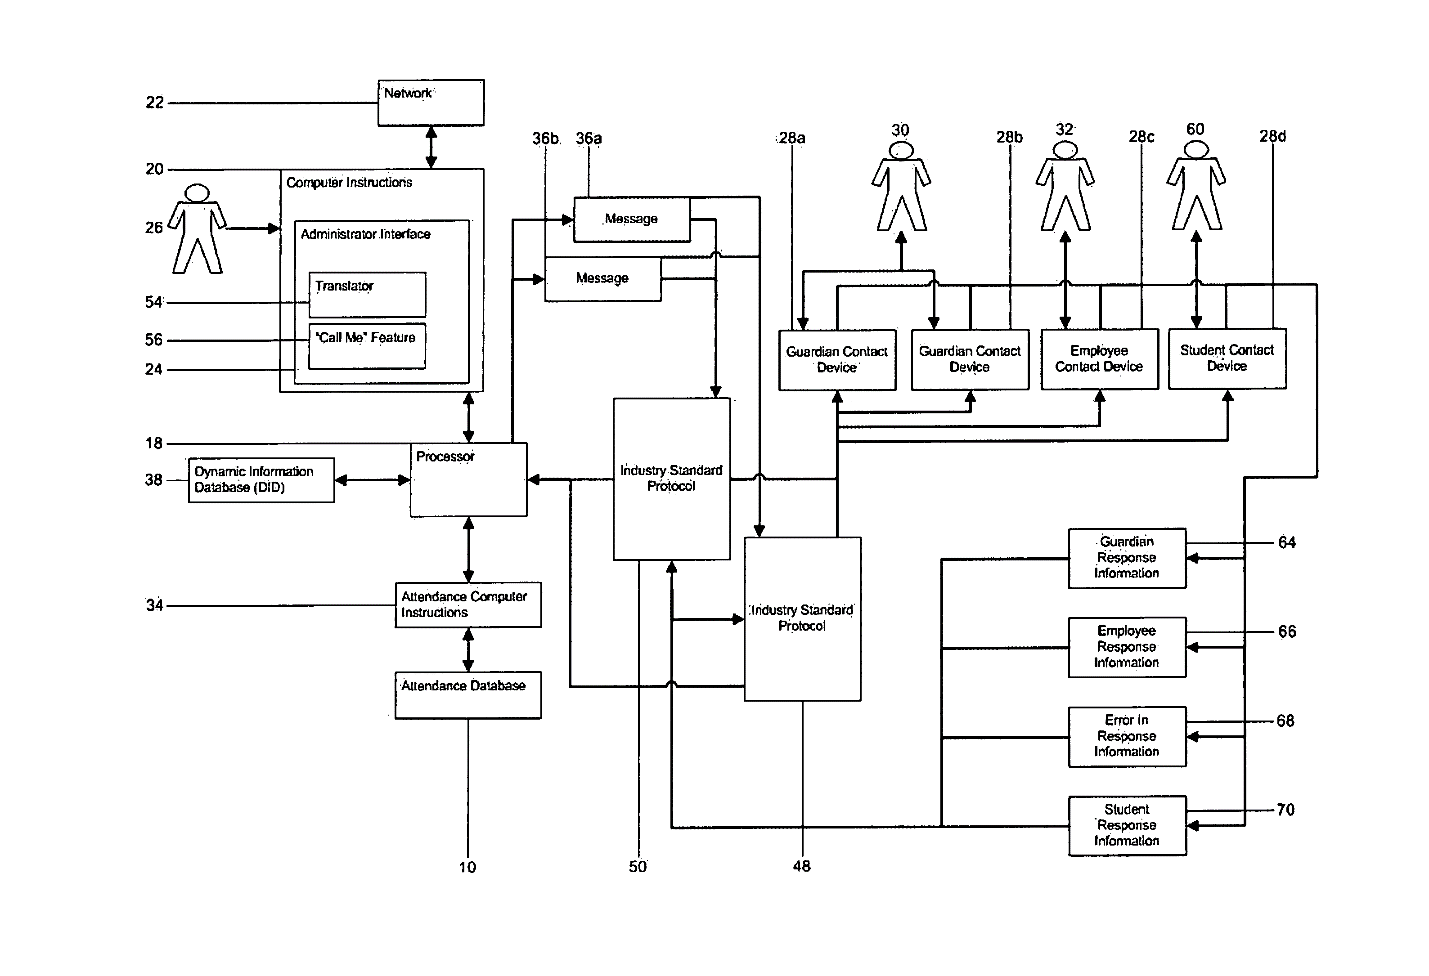 22
Network
20
Computer Instructions
26
Administrator Interface
54
Translator
56
"Call Me" Feature
24
18
Processor
38
Dynamic Information
Database (DID)
34
Attendance Computer
Instructions
Attendance Database
10
36b
36a
Message
Message
Industry Standard
Protocol
Industry Standard
Protocol
50
48
28a
30
28b
32
28c
60
28d
Guardian Contact
Device
Guardian Contact
Device
Employee
Contact Device
Student Contact
Device
Guardian
Response
Information
64
Employee
Response
Information
66
Error In
Response
Information
68
Student
Response
Information
70